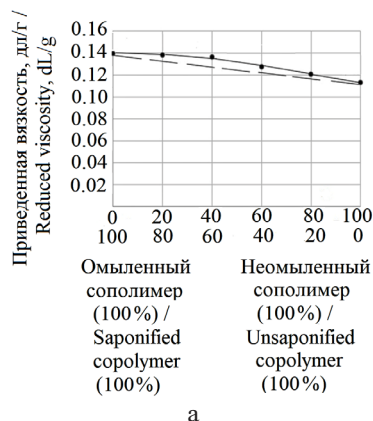 Приведенная вязкость, дл/г /
Reduced viscosity, dL/g
0.16
0.14
0.12
0.10
0.08
0.06
0.04
0.02
0 20 40 60 80 100
100 80 60 40 20 0
Омыленный
сополимер
(100%) /
Saponified
copolymer
(100%)
Неомыленный
сополимер
(100%) /
Unsaponified
copolymer
(100%)
а